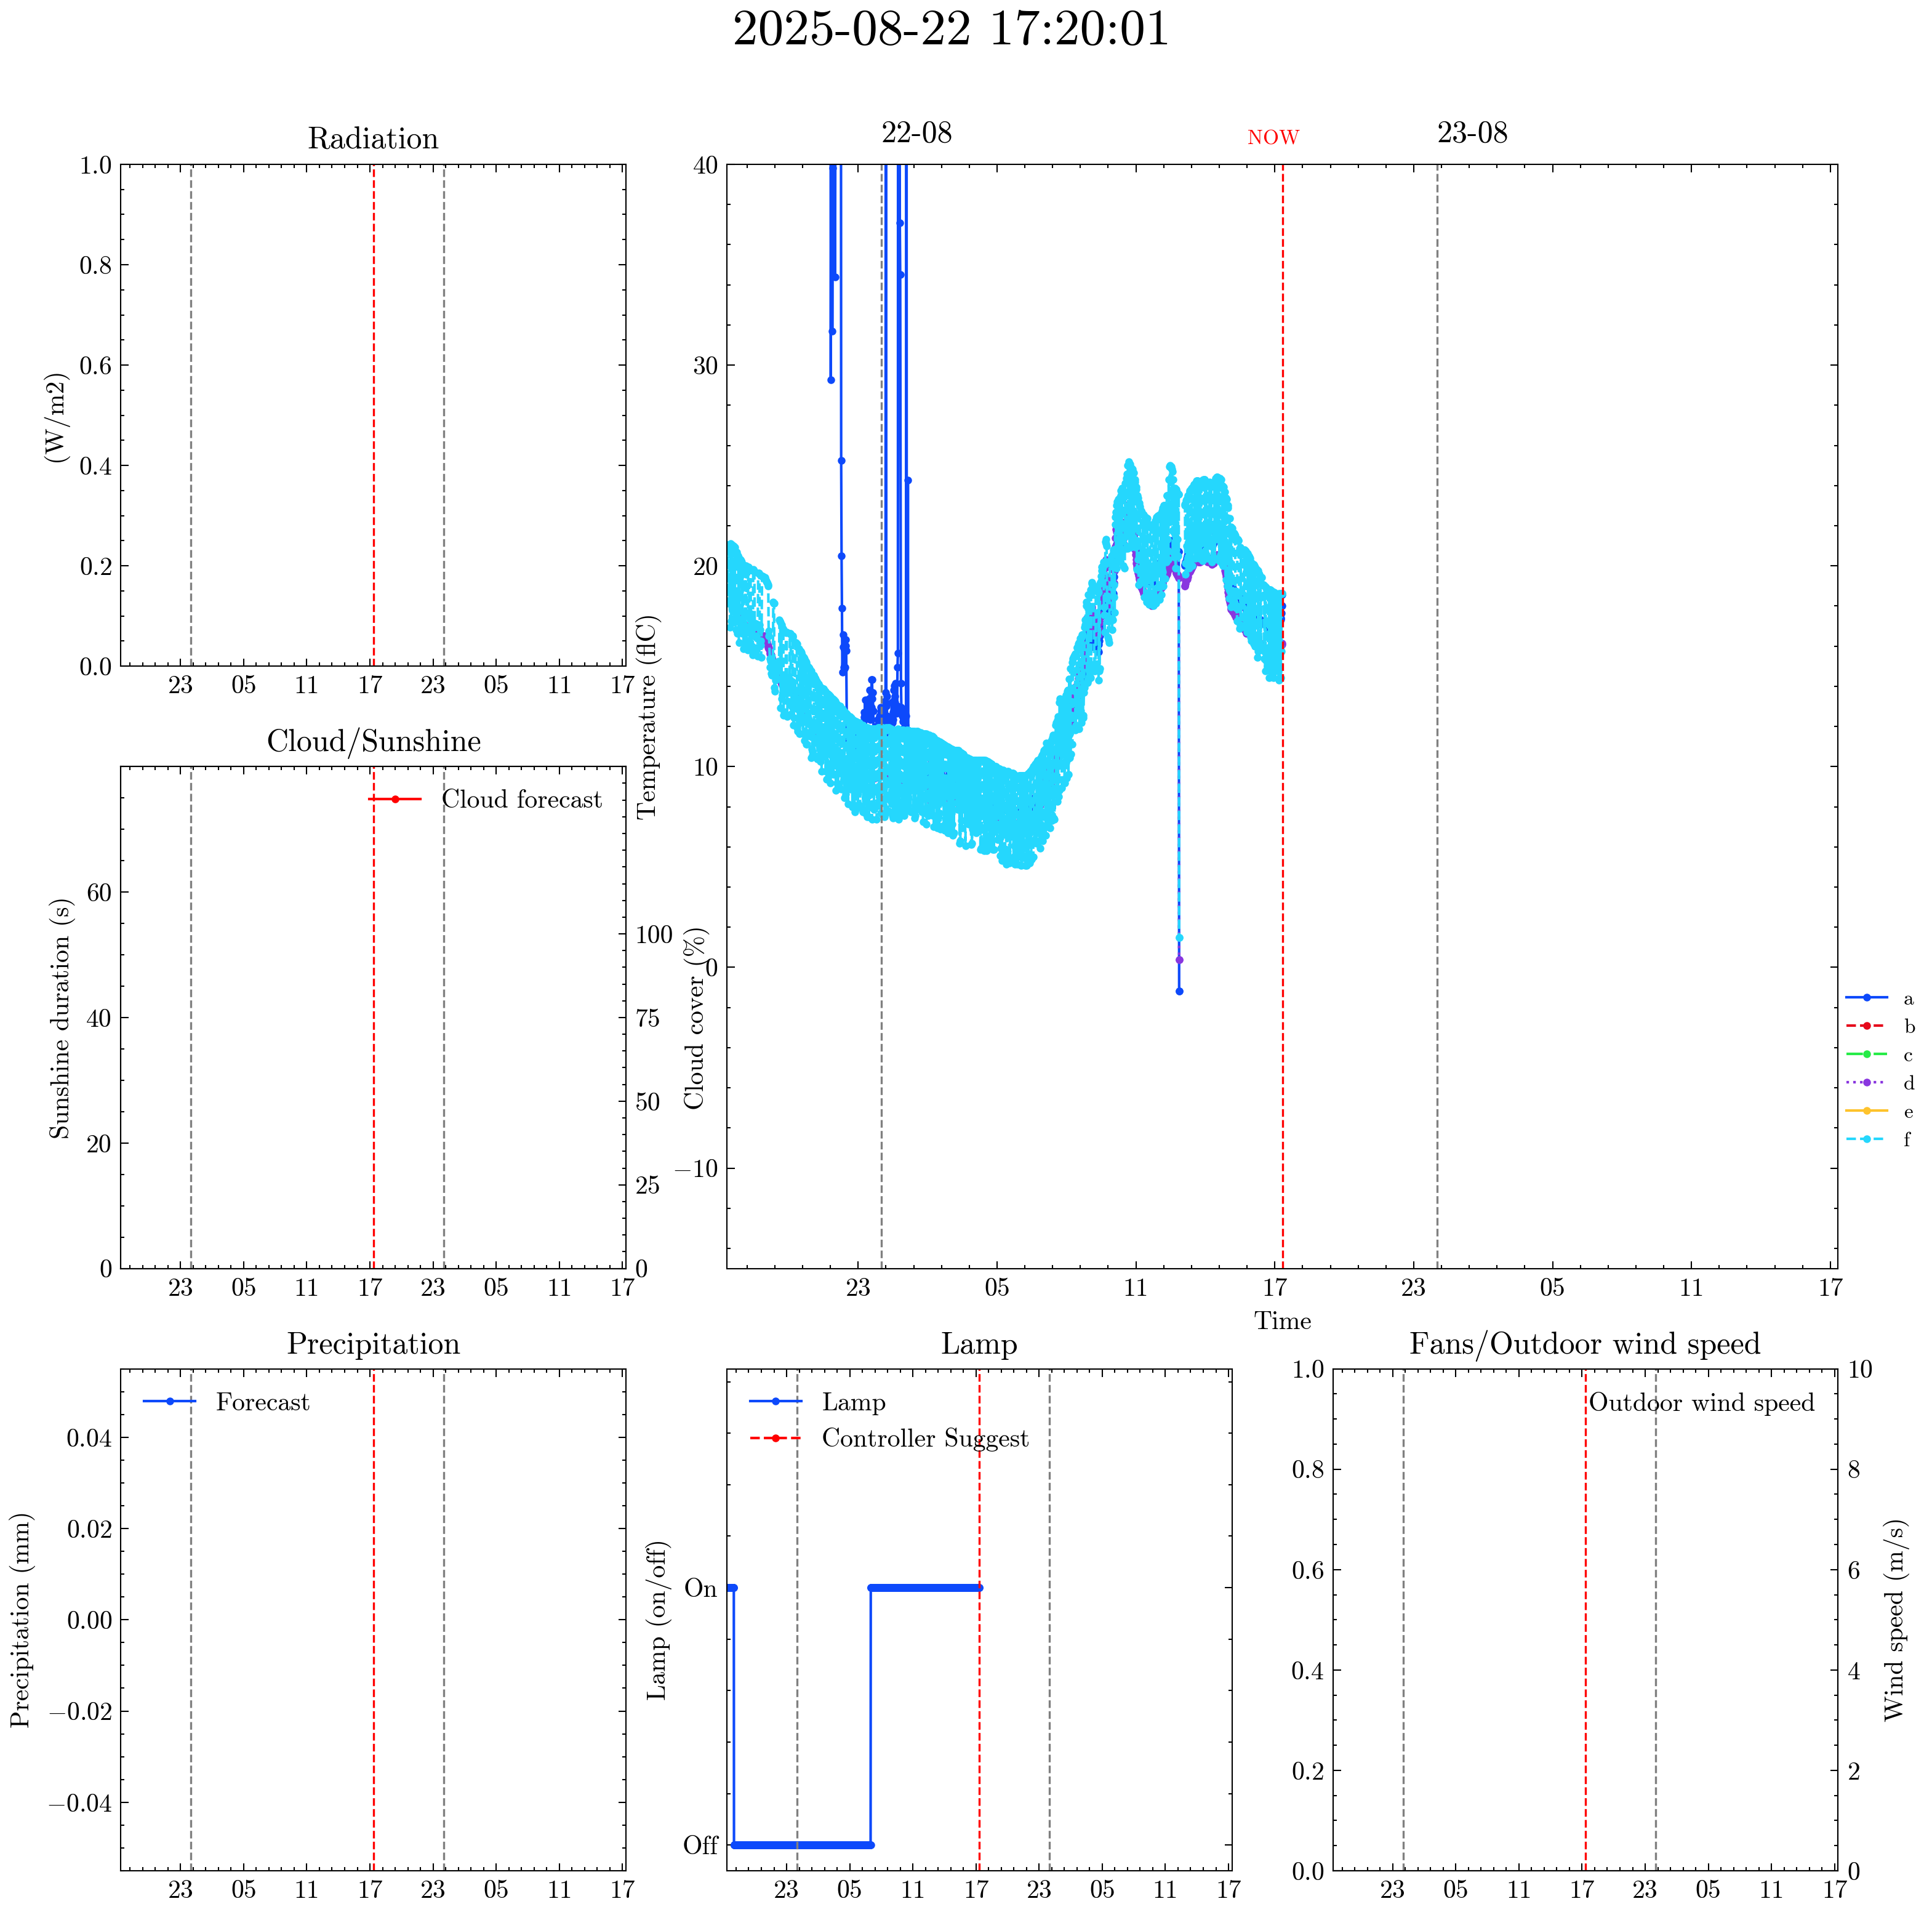 2025-08-22 17:20:01
Radiation
(W/m2)
1.0
0.8
0.6
0.4
0.2
0.0
23 05 11 17 23 05 11 17
22-08
NOW
23-08
Temperature (flC)
40
30
20
10
0
−10
23 05 11 17 23 05 11 17
Time
a
b
c
d
e
f
Cloud/Sunshine
Cloud forecast
Sunshine duration (s)
60
40
20
0
Cloud cover (%)
100
75
50
25
0
23 05 11 17 23 05 11 17
Precipitation
Forecast
Precipitation (mm)
0.04
0.02
0.00
−0.02
−0.04
23 05 11 17 23 05 11 17
Lamp
Lamp
Controller Suggest
Lamp (on/off)
On
Off
23 05 11 17 23 05 11 17
Fans/Outdoor wind speed
Outdoor wind speed
1.0
0.8
0.6
0.4
0.2
0.0
Wind speed (m/s)
10
8
6
4
2
0
23 05 11 17 23 05 11 17